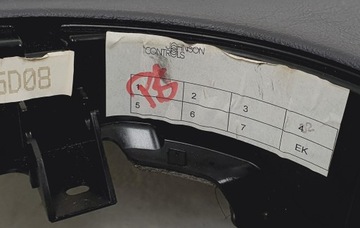 5D08
JOHNSON
CONTROLS
1 2 3 4
5 6 7 EK